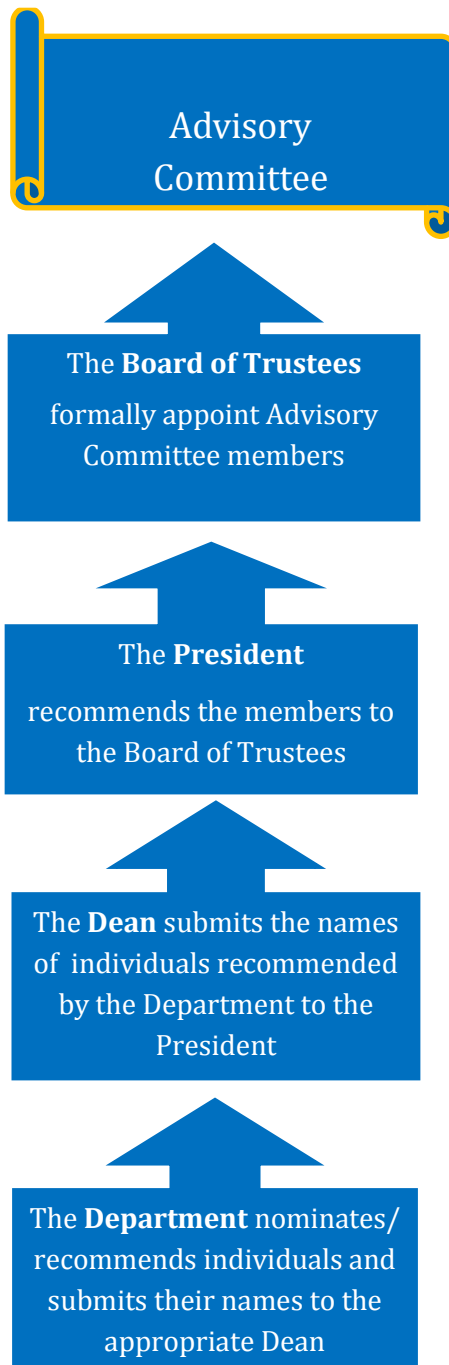 Advisory
Committee
The Board of Trustees
formally appoint Advisory
Committee members
The President
recommends the members to
the Board of Trustees
The Dean submits the names
of individuals recommended
by the Department to the
President
The Department nominates/
recommends individuals and
submits their names to the
appropriate Dean